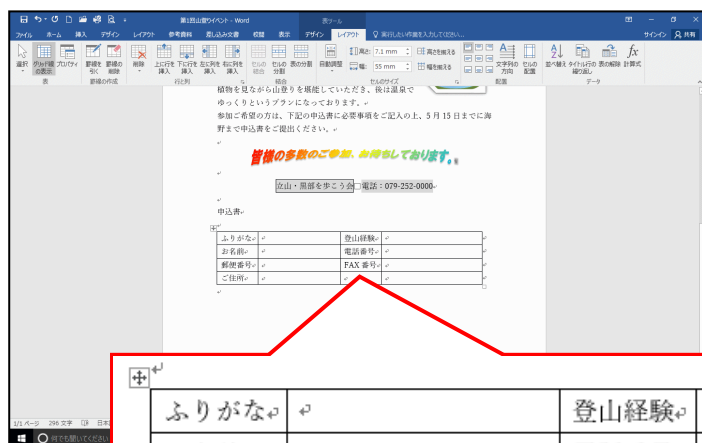 第1回山登りイベント - Word
表ツール
ファイル ホーム 挿入 デザイン レイアウト 参考資料 差し込み文書 校閲 表示 デザイン レイアウト 実行したい作業を入力してください... サインイン 共有
選択 グリッド線の表示 プロパティ 罫線を引く 罫線の削除 削除 上に行を挿入 下に行を挿入 左に列を挿入 右に列を挿入 セルの結合 セルの分割 表の分割 自動調整 高さ: 7.1 mm 高さを揃える 文字列の方向 セルの配置 並べ替え タイトル行の繰り返し 表の解除 計算式
幅: 55 mm 幅を揃える
表 罫線の作成 行と列 結合 セルのサイズ 配置 データ
植物を見ながら山登りを堪能していただき、後は温泉で
ゆっくりというプランになっております。
参加ご希望の方は、下記の申込書に必要事項をご記入の上、5 月 15 日までに海
野まで申込書をご提出ください。
皆様の多数のご参加、お待ちしております。
立山・黒部を歩こう会 電話：079-252-0000
申込書
ふりがな 登山経験
お名前 電話番号
郵便番号 FAX 番号
ご住所
ふりがな 登山経験
1/1 ページ 296 文字 日本
何でも聞いてください